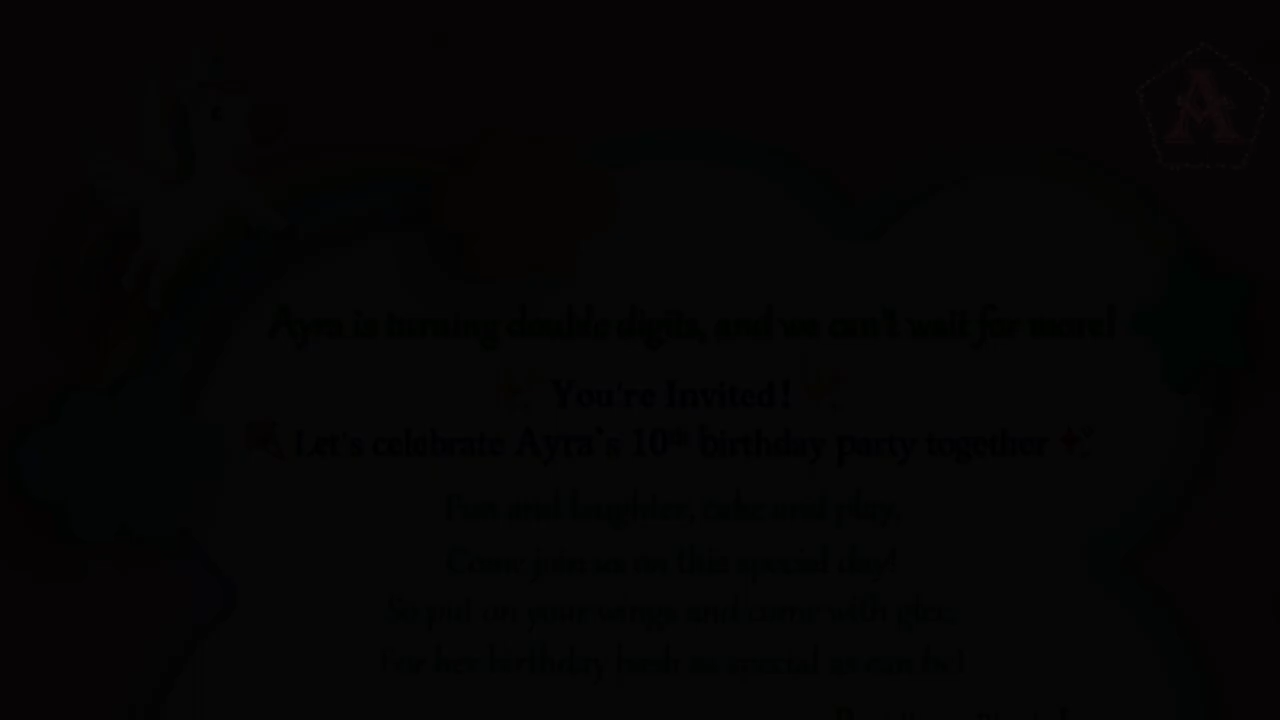 A
Ayra is turning double digits, and we can't wait for more!
You're Invited!
Let's celebrate Ayra`s 10th birthday party together
Fun and laughter, cake and play,
Come join us on this special day!
So put on your wings and come with glee,
For her birthday bash as special as can be!